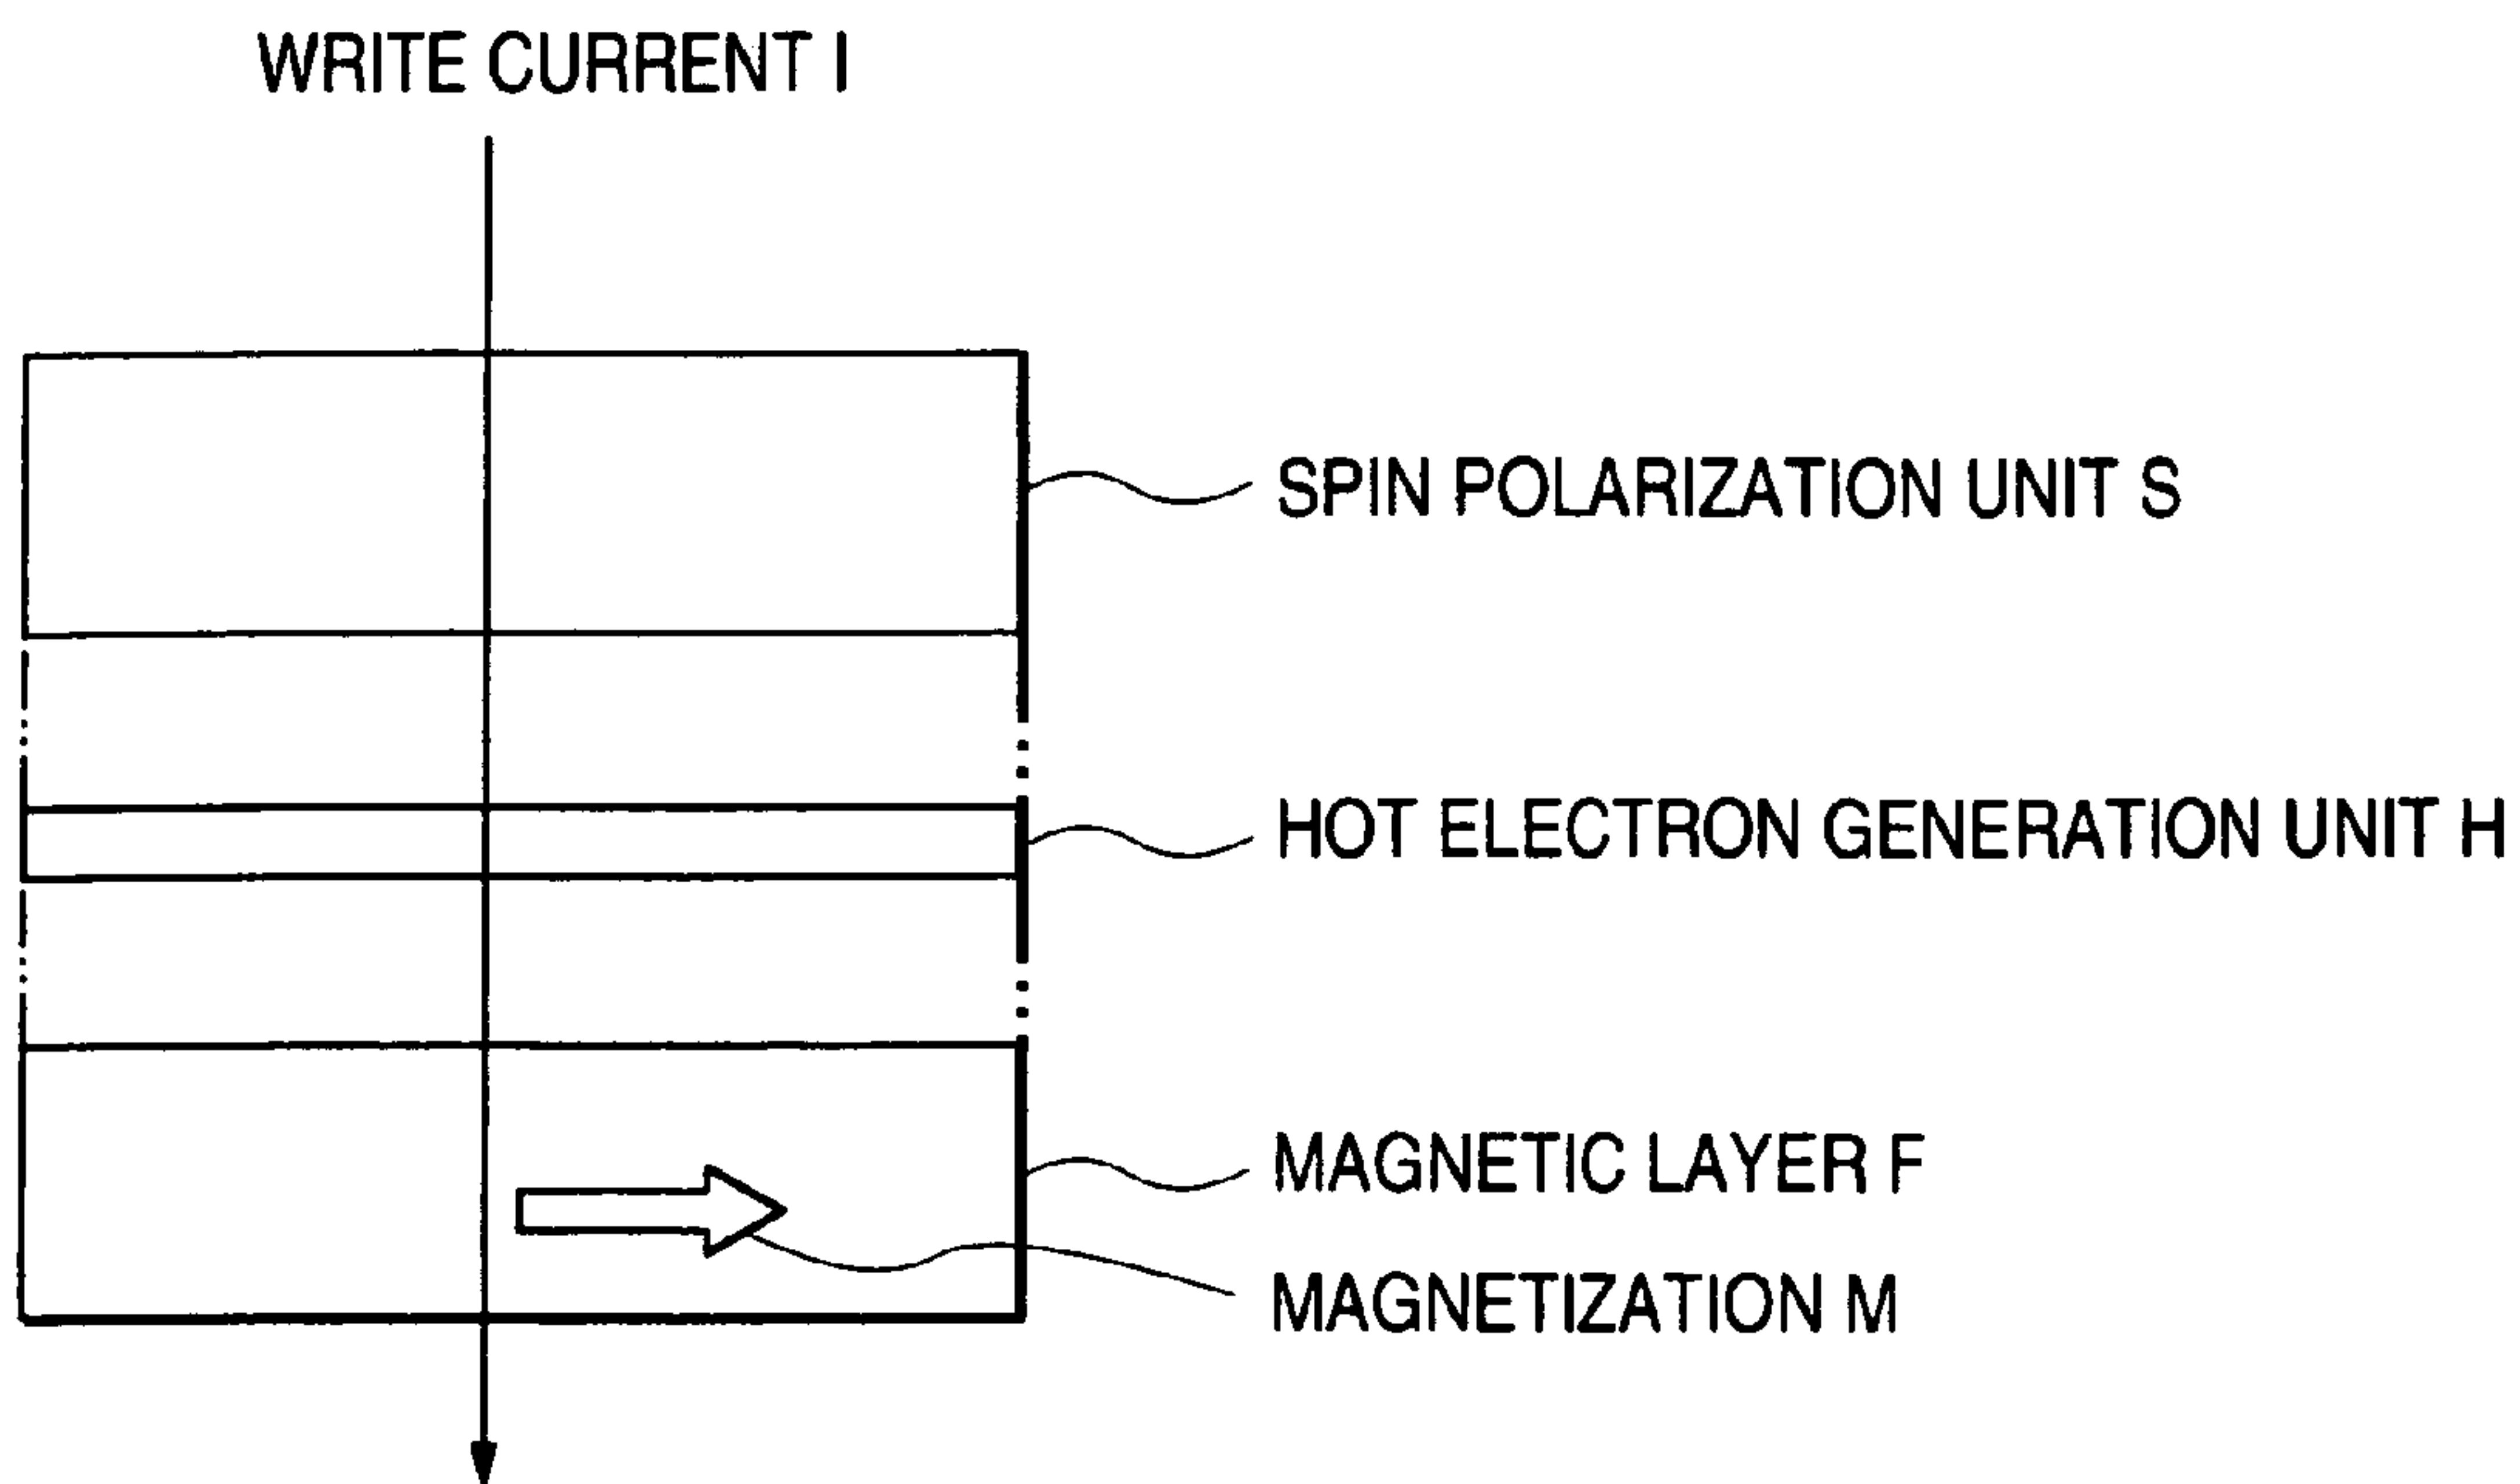 WRITE CURRENT I
SPIN POLARIZATION UNIT S
HOT ELECTRON GENERATION UNIT H
MAGNETIC LAYER F
MAGNETIZATION M